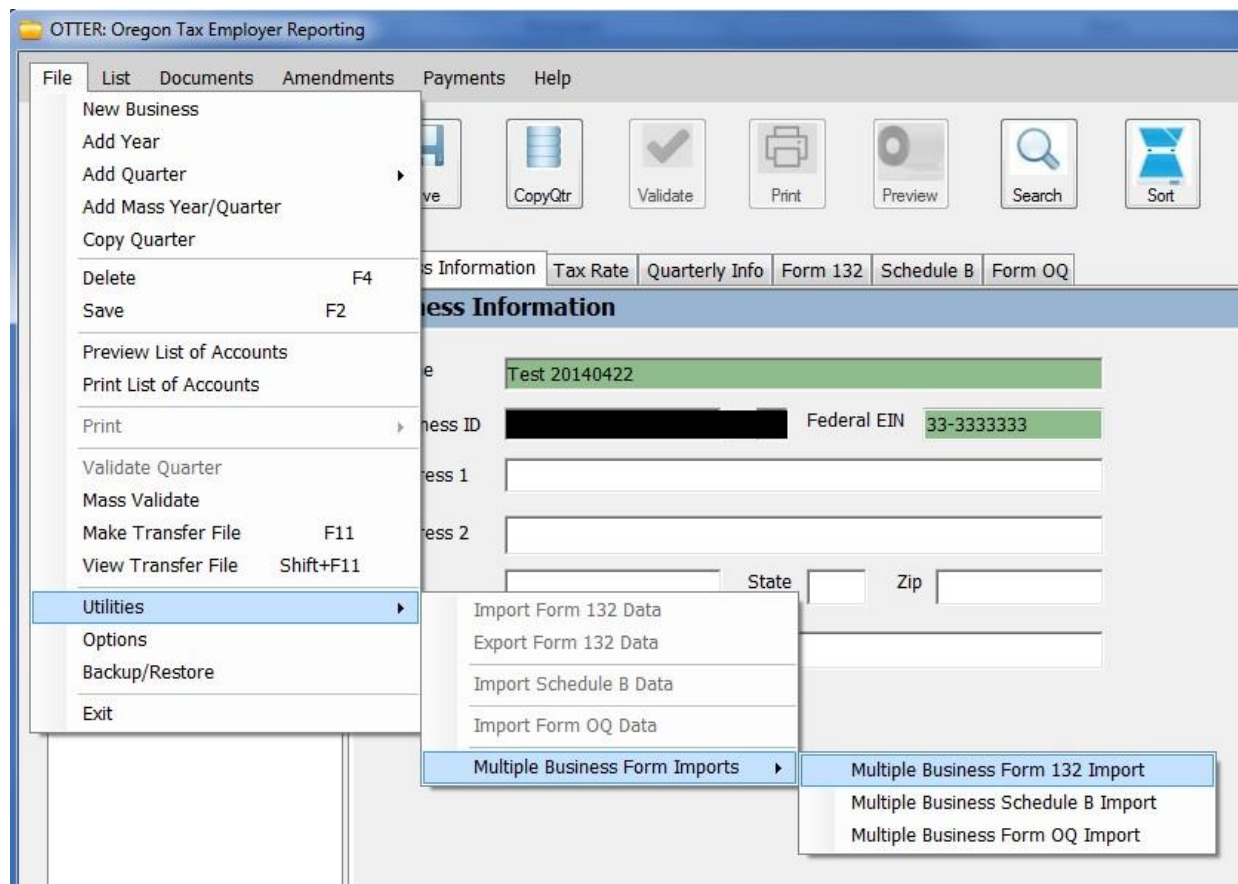 OTTER: Oregon Tax Employer Reporting
File List Documents Amendments Payments Help
New Business
Add Year
Add Quarter
Add Mass Year/Quarter
Copy Quarter
Delete F4
Save F2
Preview List of Accounts
Print List of Accounts
Print
Validate Quarter
Mass Validate
Make Transfer File F11
View Transfer File Shift+F11
Utilities
Options
Backup/Restore
Exit
ve CopyQtr Validate Print Preview Search Sort
s Information Tax Rate Quarterly Info Form 132 Schedule B Form OQ
ness Information
e Test 20140422
ness ID Federal EIN 33-3333333
ress 1
ress 2
State Zip
Import Form 132 Data
Export Form 132 Data
Import Schedule B Data
Import Form OQ Data
Multiple Business Form Imports
Multiple Business Form 132 Import
Multiple Business Schedule B Import
Multiple Business Form OQ Import